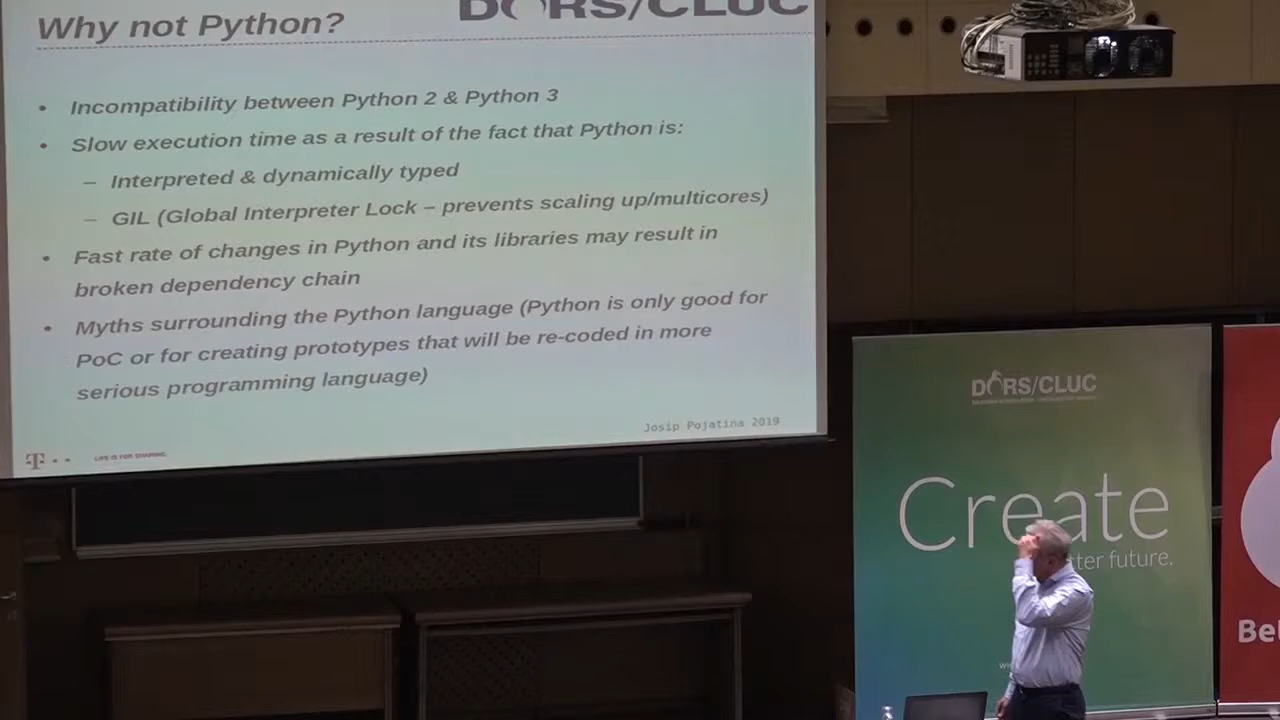 Why not Python?
DORS/CLUC
• Incompatibility between Python 2 & Python 3
• Slow execution time as a result of the fact that Python is:
– Interpreted & dynamically typed
– GIL (Global Interpreter Lock – prevents scaling up/multicores)
• Fast rate of changes in Python and its libraries may result in
broken dependency chain
• Myths surrounding the Python language (Python is only good for
PoC or for creating prototypes that will be re-coded in more
serious programming language)
Josip Pojatina 2019
T
LIFE IS FOR SHARING.
DORS/CLUC
Create
future.